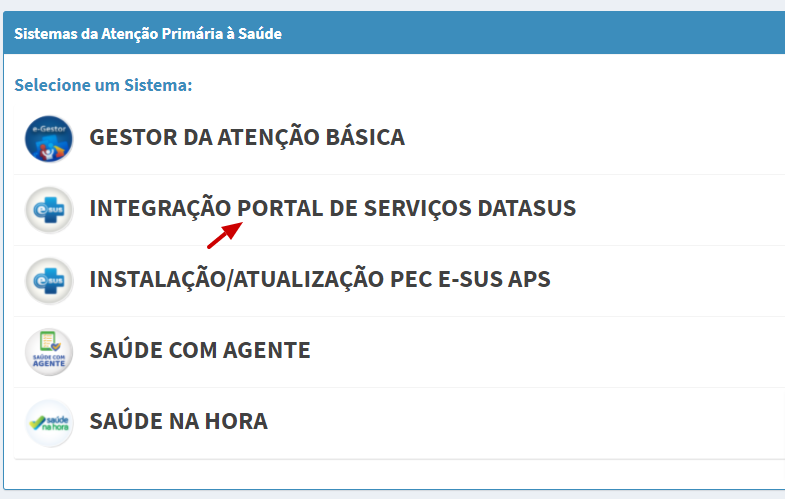 Sistemas da Atenção Primária à Saúde
Selecione um Sistema:
e-Gestor
GESTOR DA ATENÇÃO BÁSICA
e sus
INTEGRAÇÃO PORTAL DE SERVIÇOS DATASUS
e sus
INSTALAÇÃO/ATUALIZAÇÃO PEC E-SUS APS
SAÚDE COM
AGENTE
SAÚDE COM AGENTE
saúde
na hora
SAÚDE NA HORA